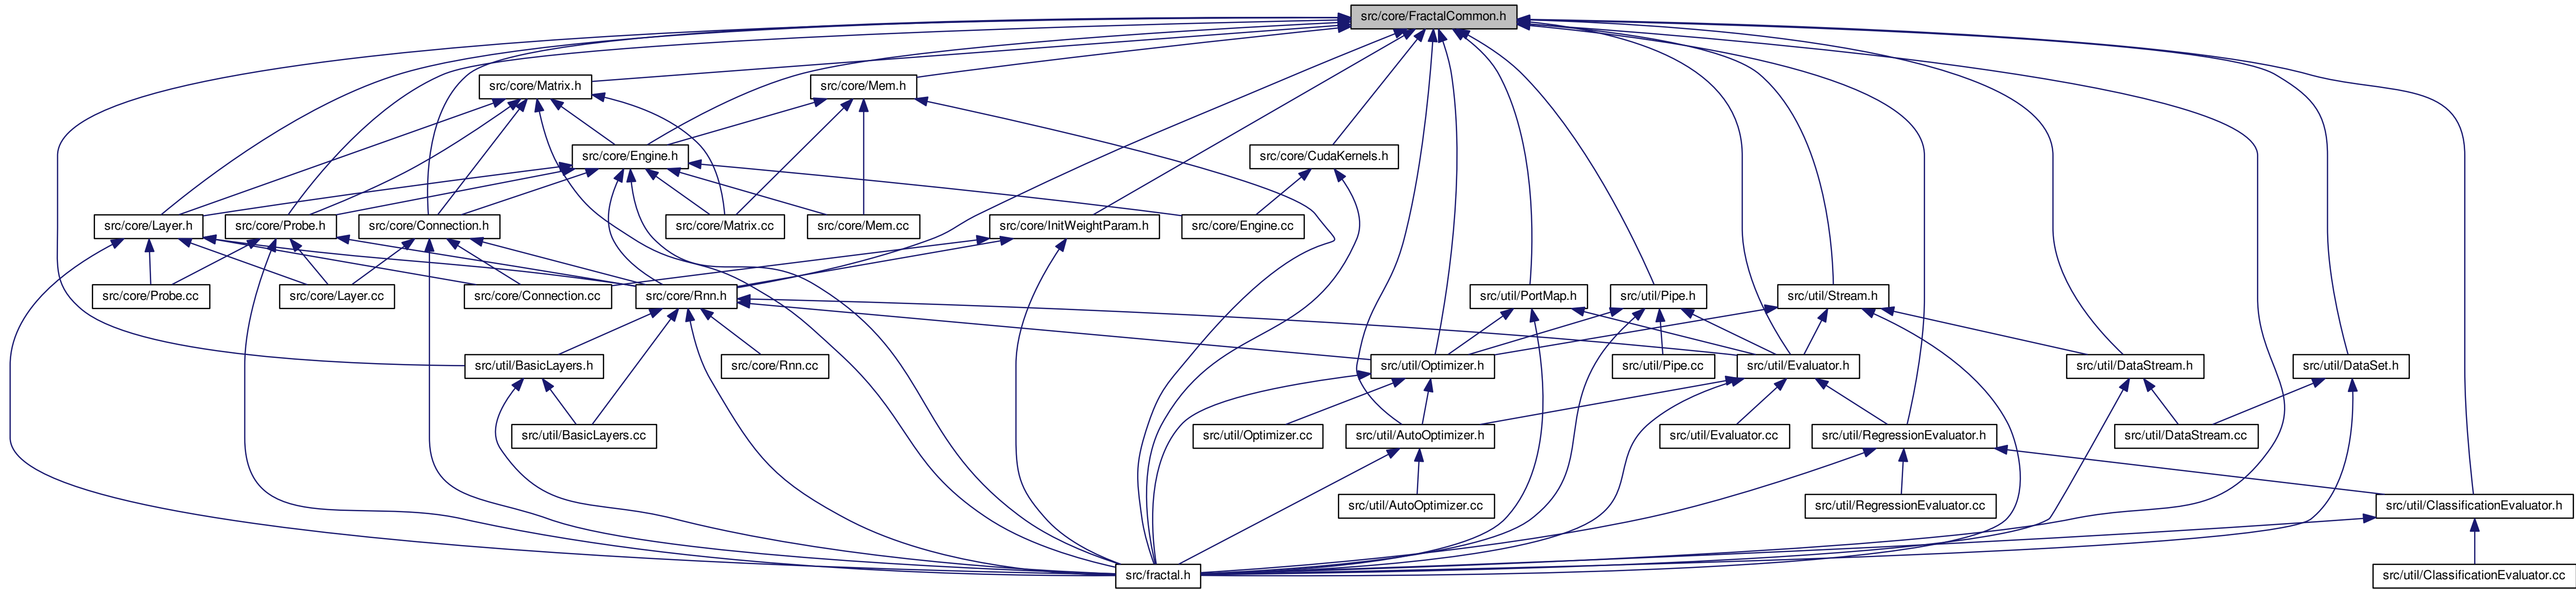 src/core/FractalCommon.h
src/core/Matrix.h
src/core/Mem.h
src/core/Engine.h
src/core/CudaKernels.h
src/core/Layer.h
src/core/Probe.h
src/core/Connection.h
src/core/Matrix.cc
src/core/Mem.cc
src/core/InitWeightParam.h
src/core/Engine.cc
src/core/Probe.cc
src/core/Layer.cc
src/core/Connection.cc
src/core/Rnn.h
src/util/PortMap.h
src/util/Pipe.h
src/util/Stream.h
src/util/BasicLayers.h
src/core/Rnn.cc
src/util/Optimizer.h
src/util/Pipe.cc
src/util/Evaluator.h
src/util/DataStream.h
src/util/DataSet.h
src/util/BasicLayers.cc
src/util/Optimizer.cc
src/util/AutoOptimizer.h
src/util/Evaluator.cc
src/util/RegressionEvaluator.h
src/util/DataStream.cc
src/util/AutoOptimizer.cc
src/util/RegressionEvaluator.cc
src/util/ClassificationEvaluator.h
src/fractal.h
src/util/ClassificationEvaluator.cc